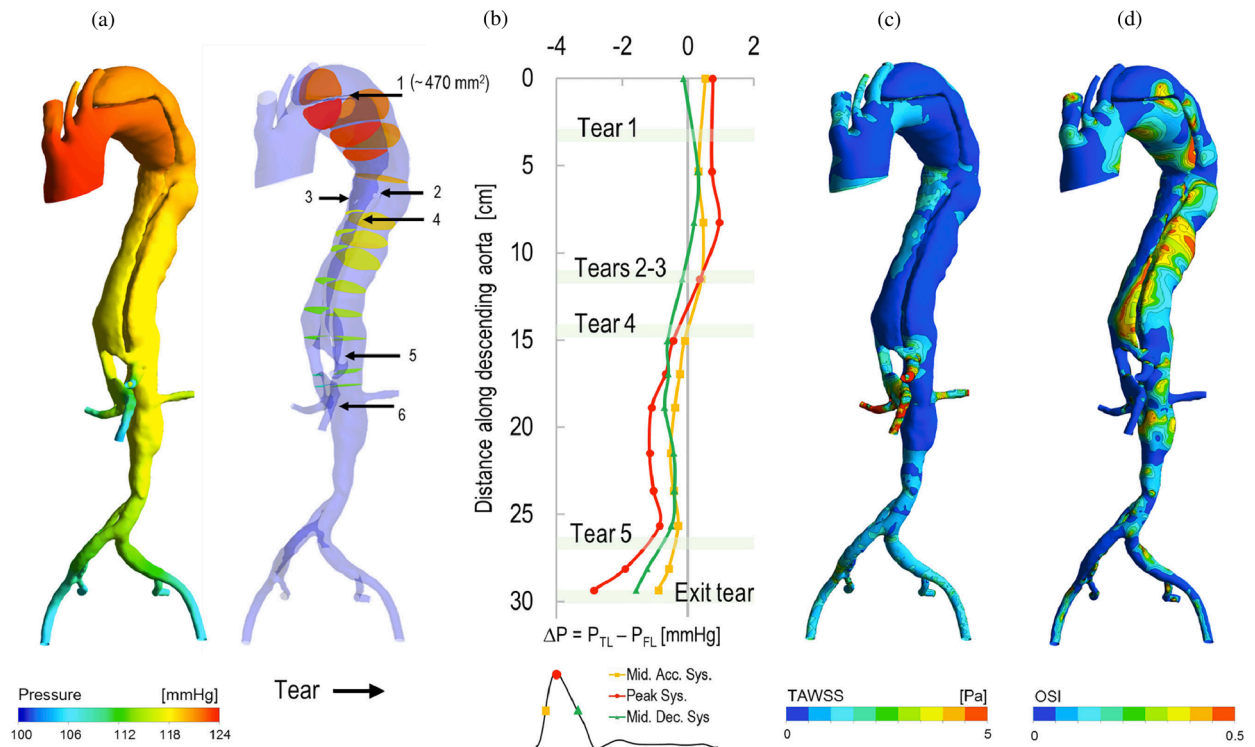 (a)
(b)
(c)
(d)
1 (~470 mm²)
2
3
4
5
6
-4 -2 0 2
0
5
10
15
20
25
30
Distance along descending aorta [cm]
Tear 1
Tears 2-3
Tear 4
Tear 5
Exit tear
ΔP = P_TL – P_FL [mmHg]
Mid. Acc. Sys.
Peak Sys.
Mid. Dec. Sys
Pressure [mmHg]
100 106 112 118 124
Tear
TAWSS [Pa]
0 5
OSI
0 0.5